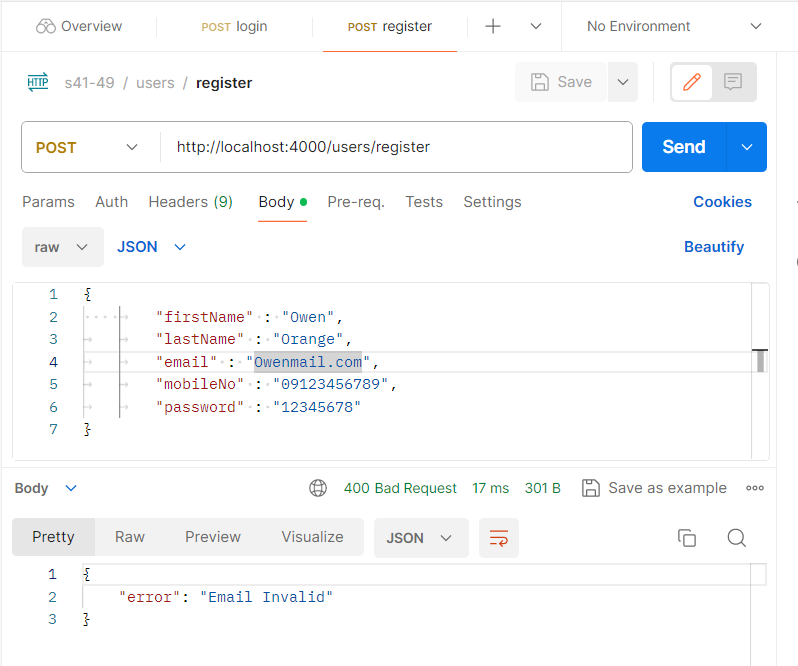 Overview POST login POST register No Environment
HTTP s41-49 / users / register Save
POST http://localhost:4000/users/register Send
Params Auth Headers (9) Body Pre-req. Tests Settings Cookies
raw JSON Beautify
1 {
2 "firstName" : "Owen",
3 "lastName" : "Orange",
4 "email" : "Owenmail.com",
5 "mobileNo" : "09123456789",
6 "password" : "12345678"
7 }
Body 400 Bad Request 17 ms 301 B Save as example
Pretty Raw Preview Visualize JSON
1 {
2 "error": "Email Invalid"
3 }